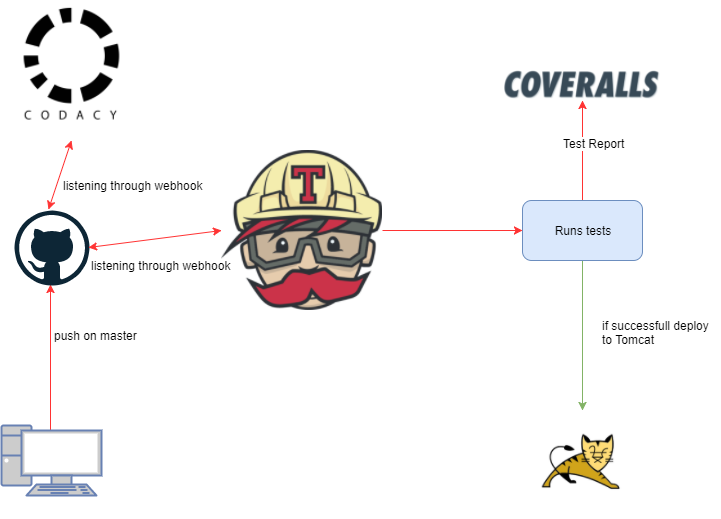 CODACY
COVERALLS
Test Report
listening through webhook
T
Runs tests
listening through webhook
push on master
if successfull deploy
to Tomcat